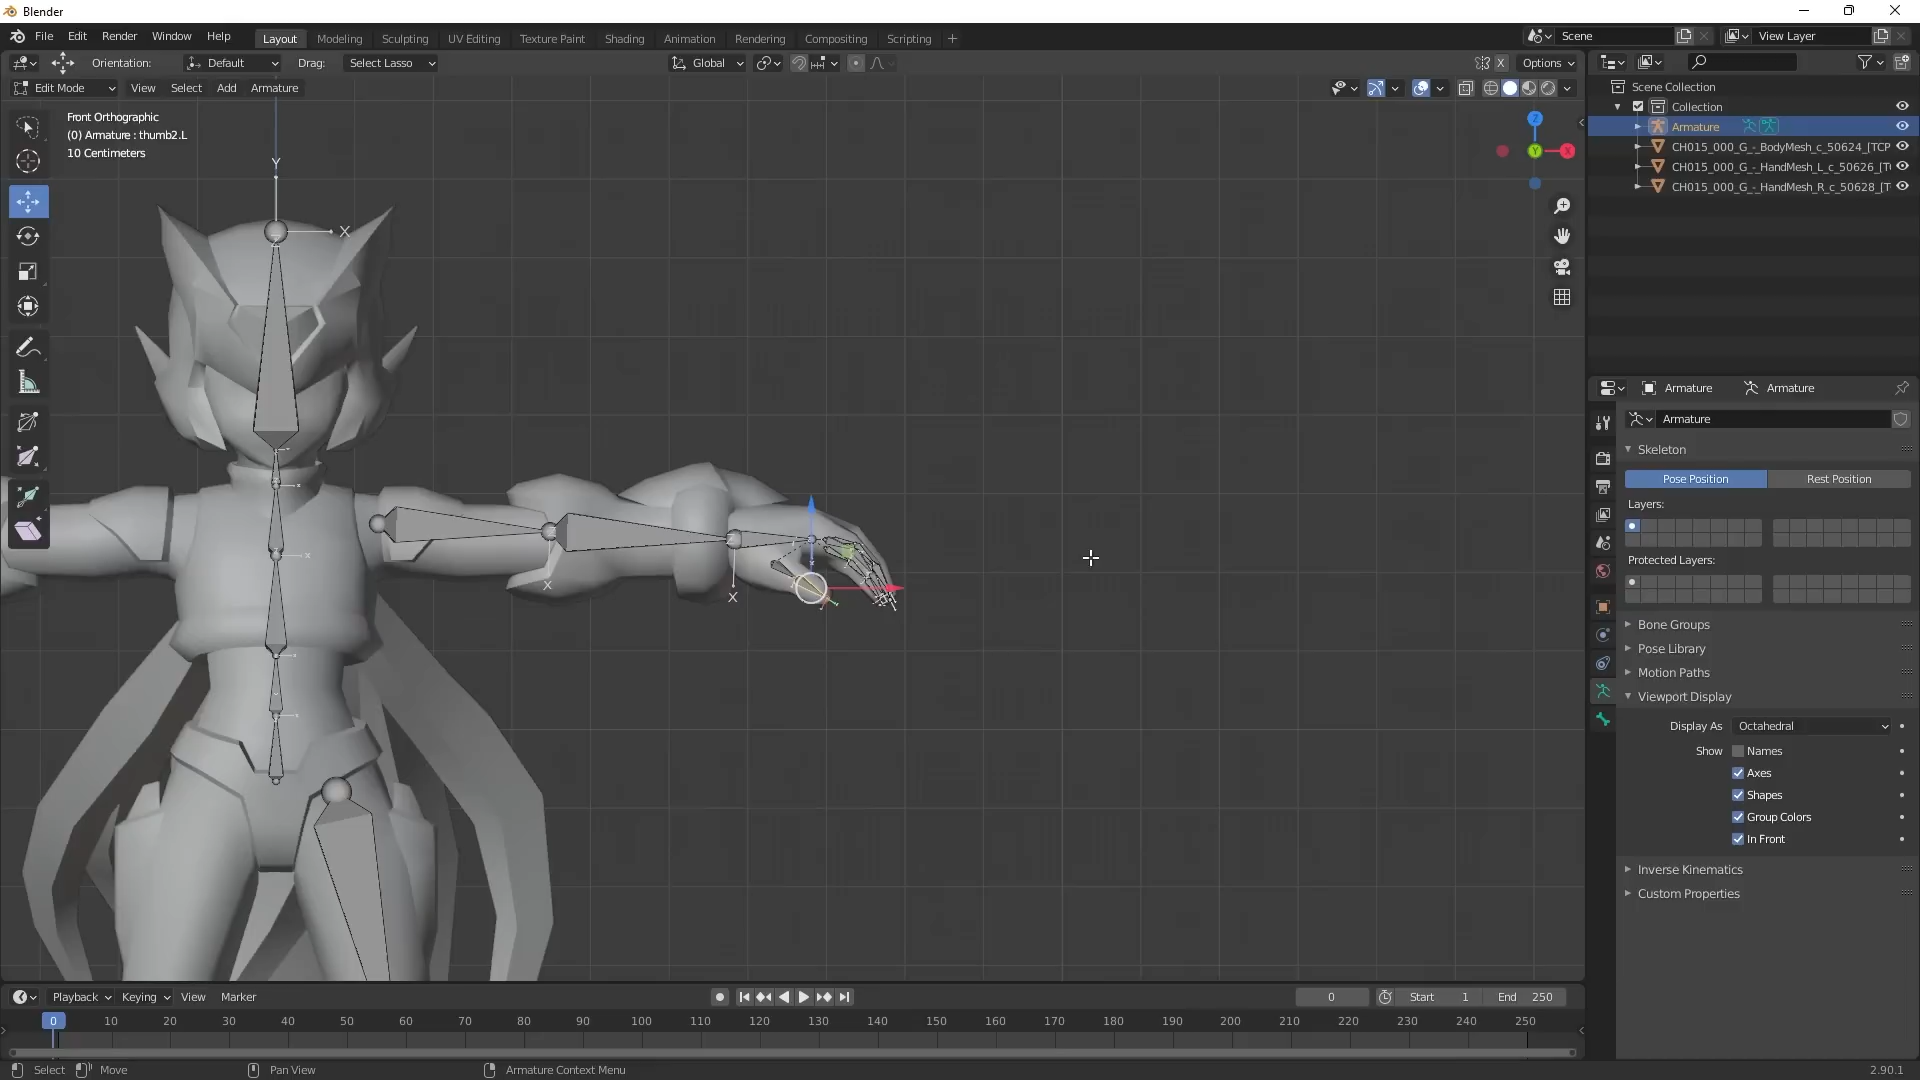 Blender
File Edit Render Window Help Layout Modeling Sculpting UV Editing Texture Paint Shading Animation Rendering Compositing Scripting + Scene View Layer
Orientation: Default Drag: Select Lasso Global X Options
Edit Mode View Select Add Armature
Front Orthographic
(0) Armature : thumb2.L
10 Centimeters
Y
X
X
X
Z
X
Y
Scene Collection
Collection
Armature
CH015_000_G_-_BodyMesh_c_50624_[TCP
CH015_000_G_-_HandMesh_L_c_50626_[T
CH015_000_G_-_HandMesh_R_c_50628_[T
Armature Armature
Armature
Skeleton
Pose Position Rest Position
Layers:
Protected Layers:
Bone Groups
Pose Library
Motion Paths
Viewport Display
Display As Octahedral
Show Names
Axes
Shapes
Group Colors
In Front
Inverse Kinematics
Custom Properties
Playback Keying View Marker 0 Start 1 End 250
0 10 20 30 40 50 60 70 80 90 100 110 120 130 140 150 160 170 180 190 200 210 220 230 240 250
Select Move Pan View Armature Context Menu 2.90.1